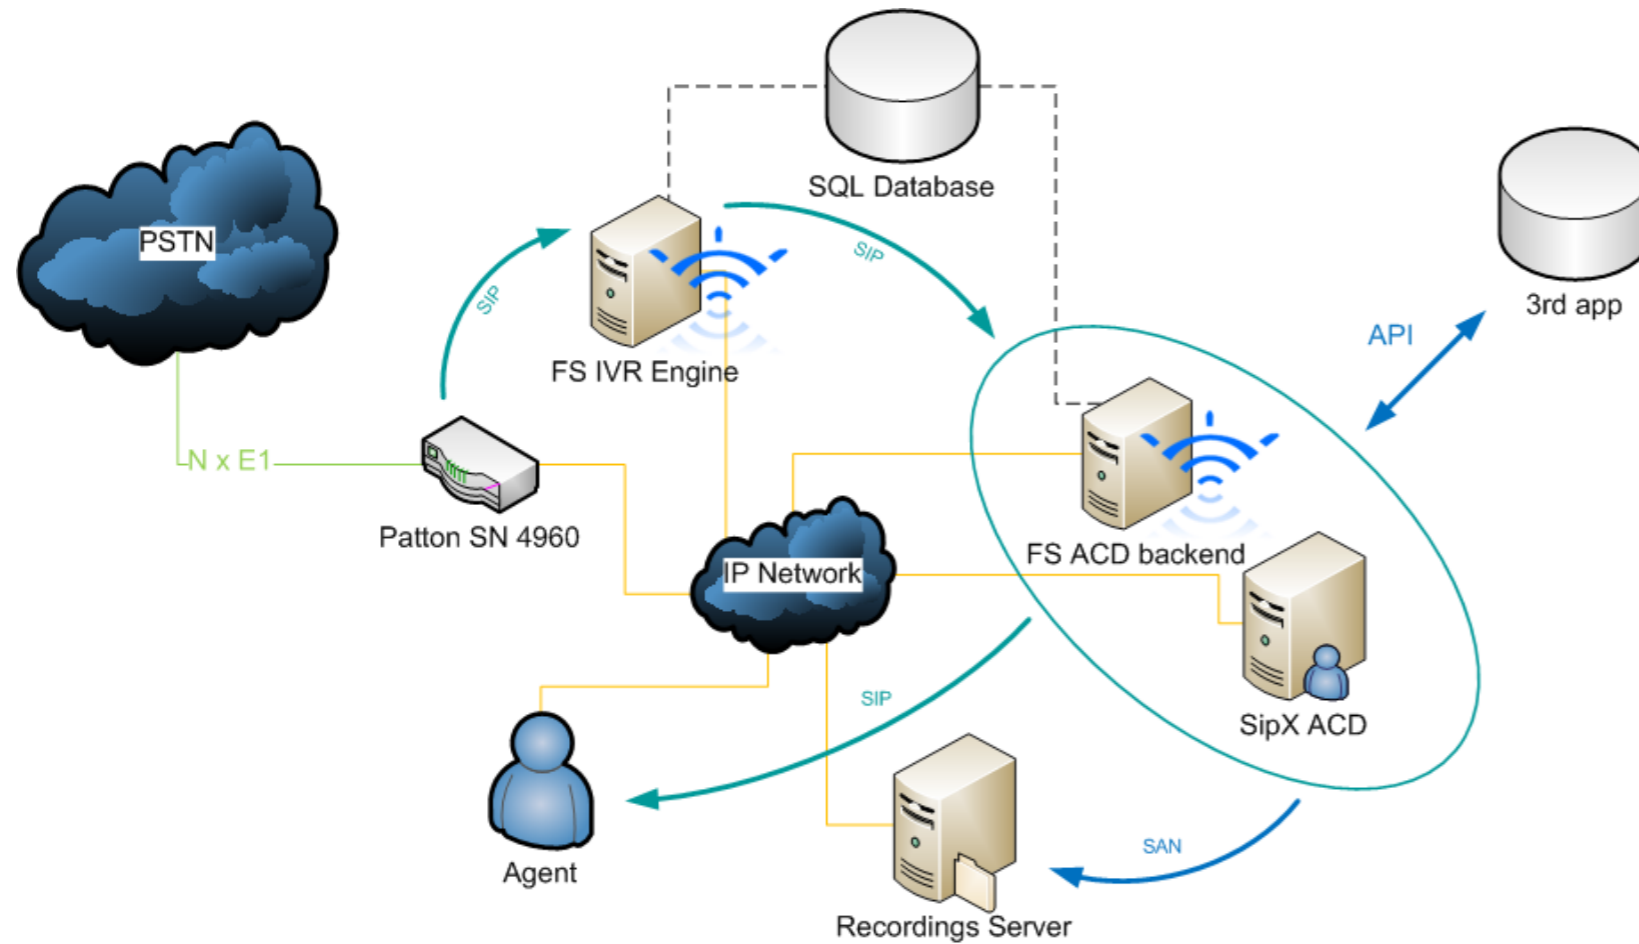 SQL Database
PSTN
SIP
SIP
3rd app
API
FS IVR Engine
N x E1
Patton SN 4960
FS ACD backend
IP Network
SIP
SipX ACD
SAN
Agent
Recordings Server